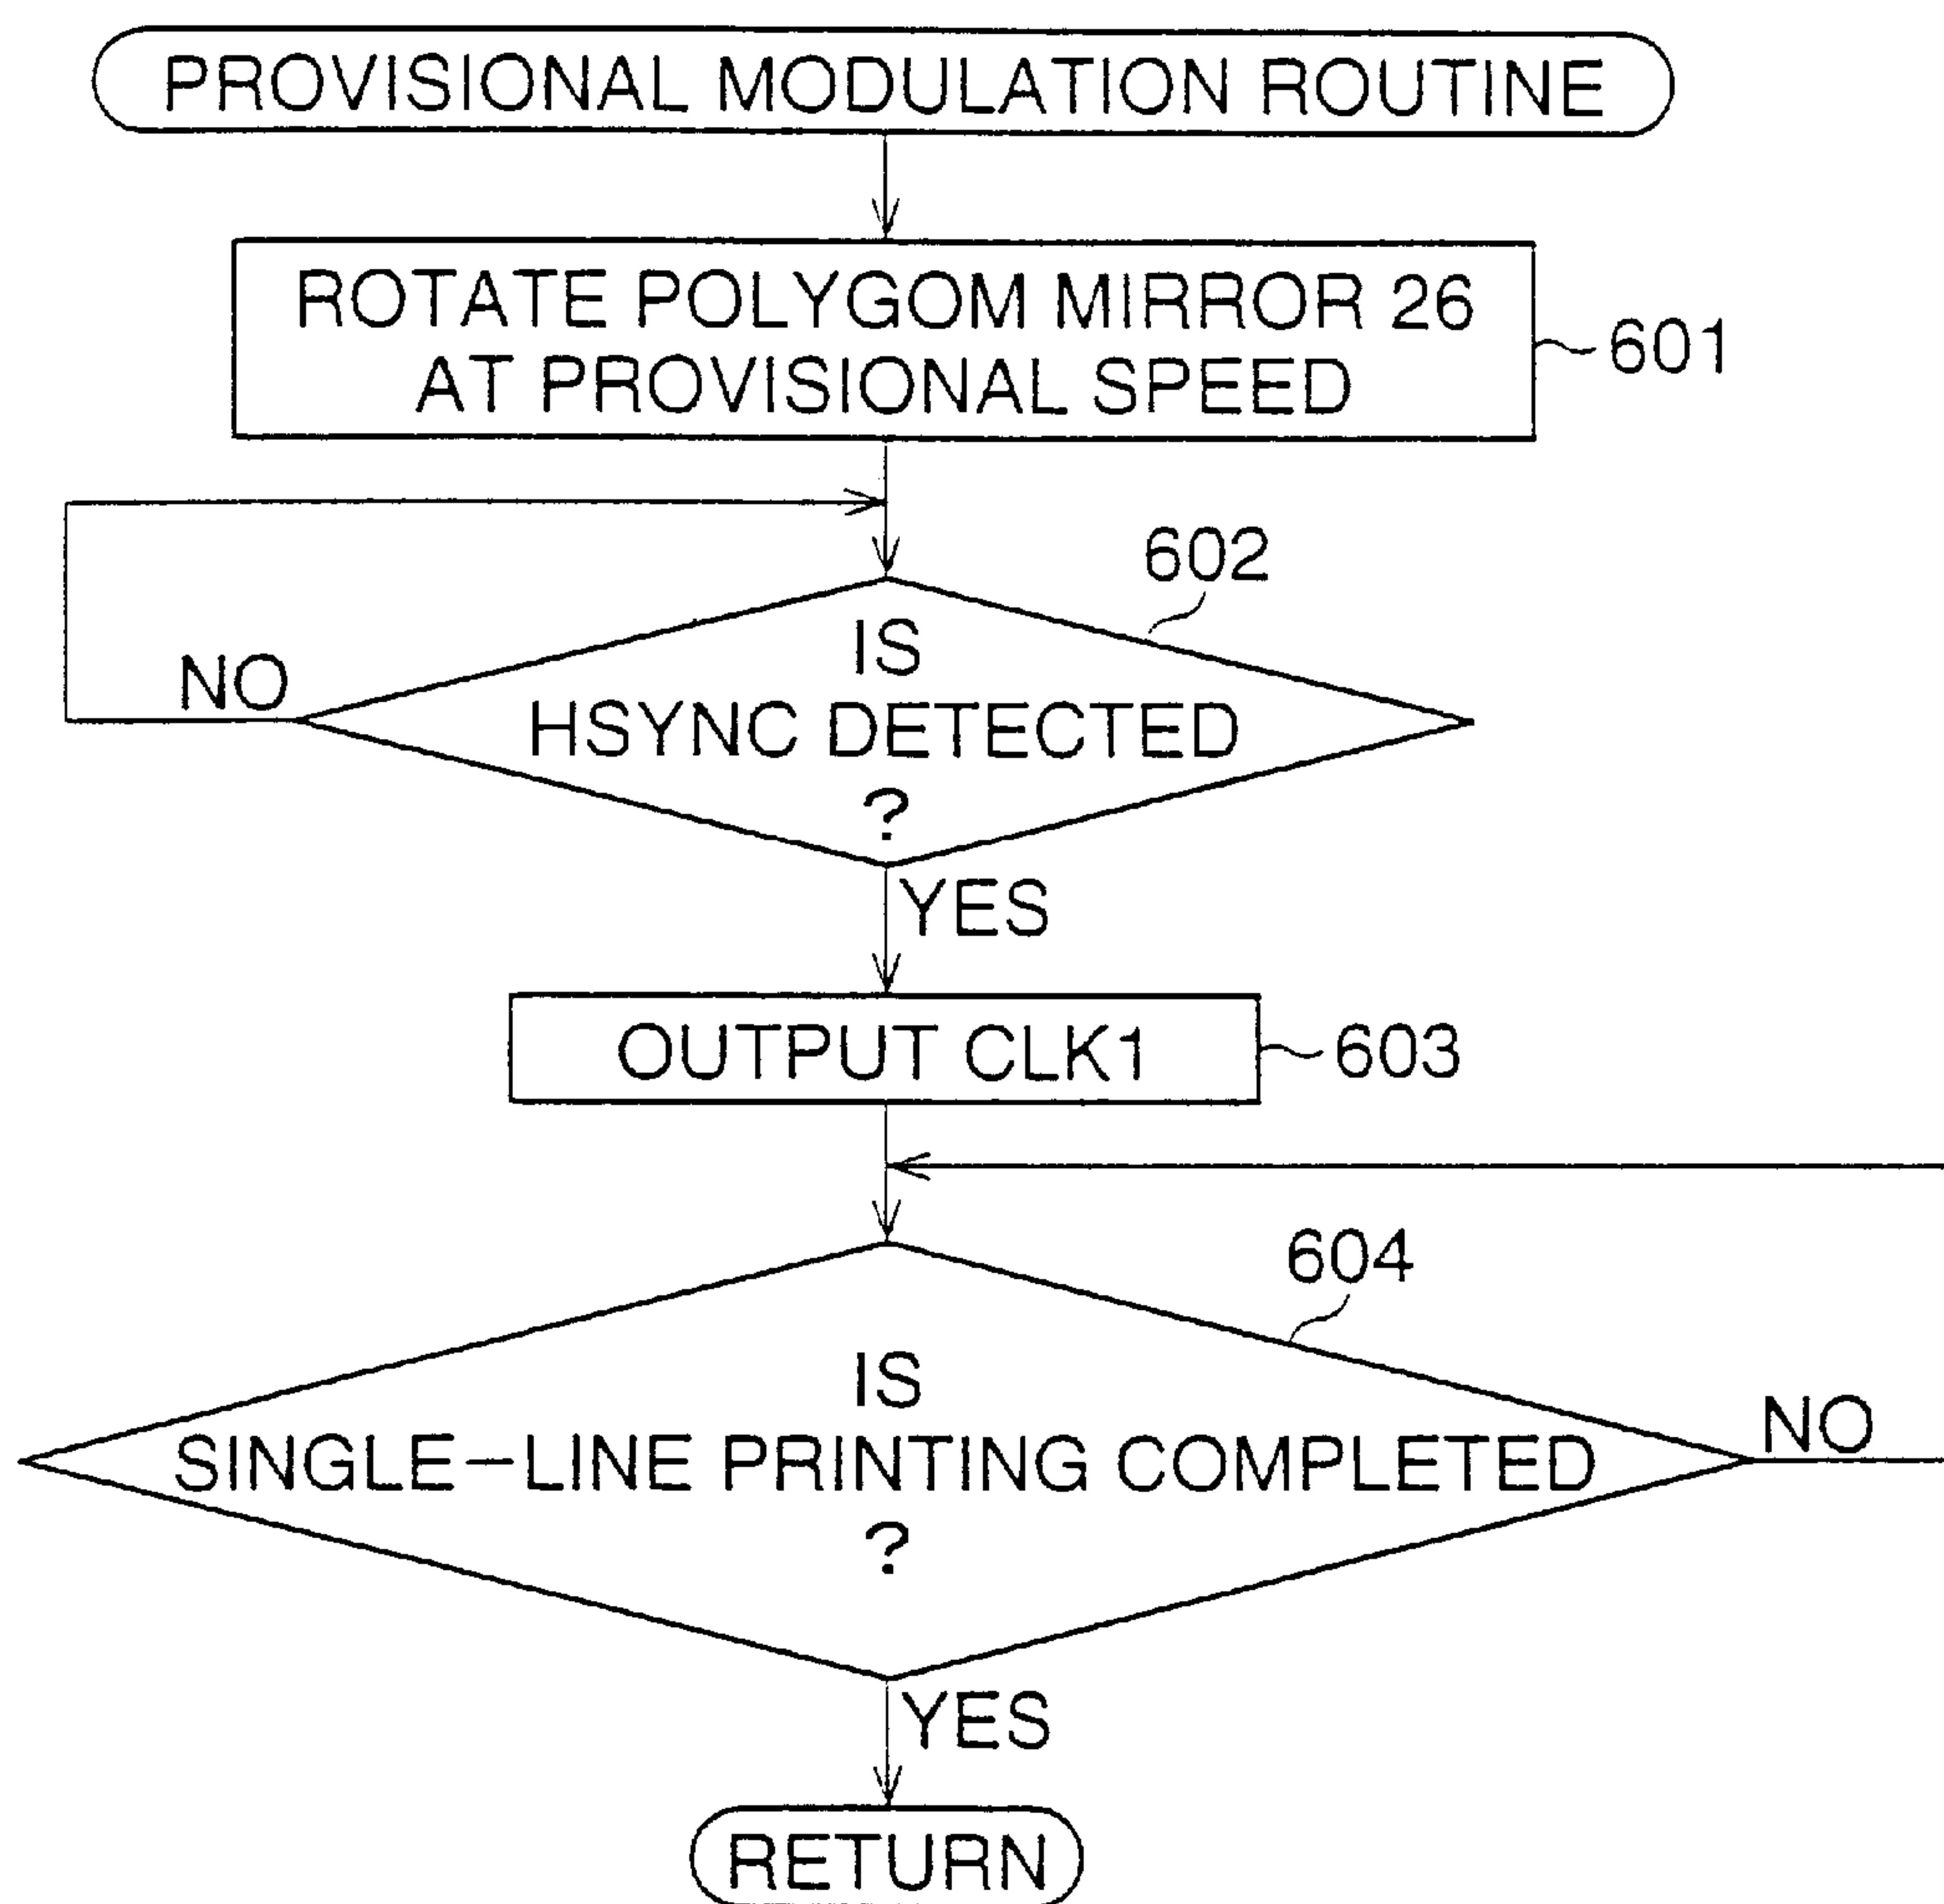 PROVISIONAL MODULATION ROUTINE
ROTATE POLYGOM MIRROR 26
AT PROVISIONAL SPEED
601
602
IS
HSYNC DETECTED
?
NO
YES
OUTPUT CLK1
603
604
IS
SINGLE-LINE PRINTING COMPLETED
?
NO
YES
RETURN